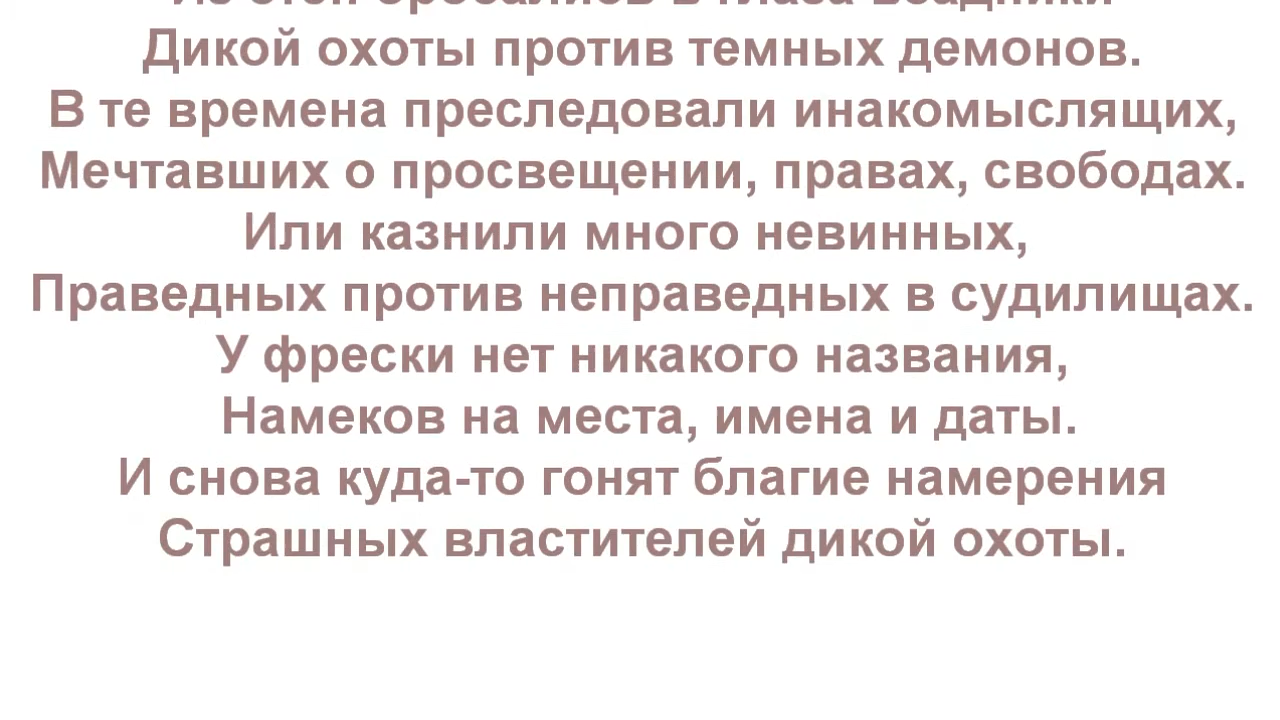 в глаза всадники
Дикой охоты против темных демонов.
В те времена преследовали инакомыслящих,
Мечтавших о просвещении, правах, свободах.
Или казнили много невинных,
Праведных против неправедных в судилищах.
У фрески нет никакого названия,
Намеков на места, имена и даты.
И снова куда-то гонят благие намерения
Страшных властителей дикой охоты.